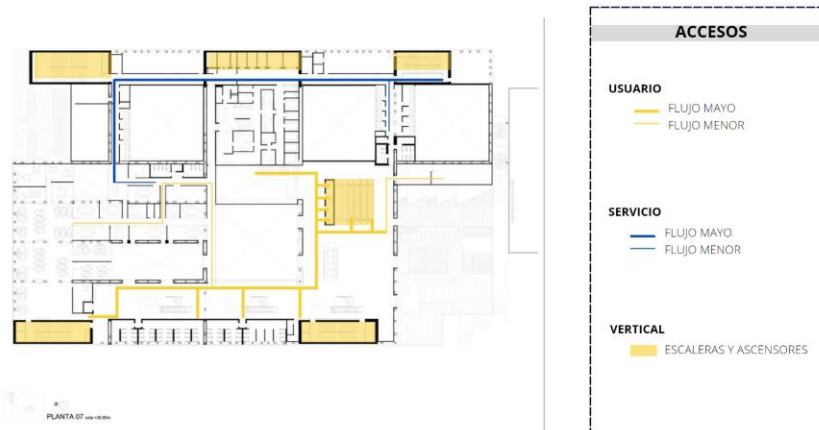 ACCESOS
USUARIO
FLUJO MAYO
FLUJO MENOR
SERVICIO
FLUJO MAYO
FLUJO MENOR
VERTICAL
ESCALERAS Y ASCENSORES
PLANTA 07